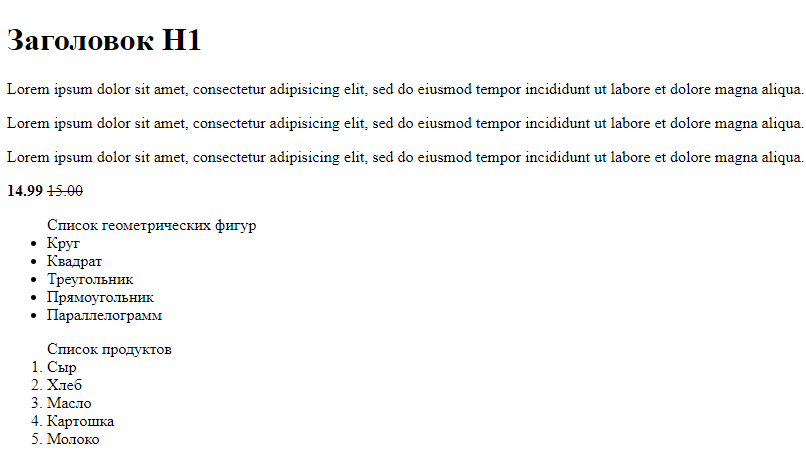 Заголовок H1
Lorem ipsum dolor sit amet, consectetur adipisicing elit, sed do eiusmod tempor incididunt ut labore et dolore magna aliqua.
Lorem ipsum dolor sit amet, consectetur adipisicing elit, sed do eiusmod tempor incididunt ut labore et dolore magna aliqua.
Lorem ipsum dolor sit amet, consectetur adipisicing elit, sed do eiusmod tempor incididunt ut labore et dolore magna aliqua.
14.99 15.00
Список геометрических фигур
• Круг
• Квадрат
• Треугольник
• Прямоугольник
• Параллелограмм
Список продуктов
1. Сыр
2. Хлеб
3. Масло
4. Картошка
5. Молоко